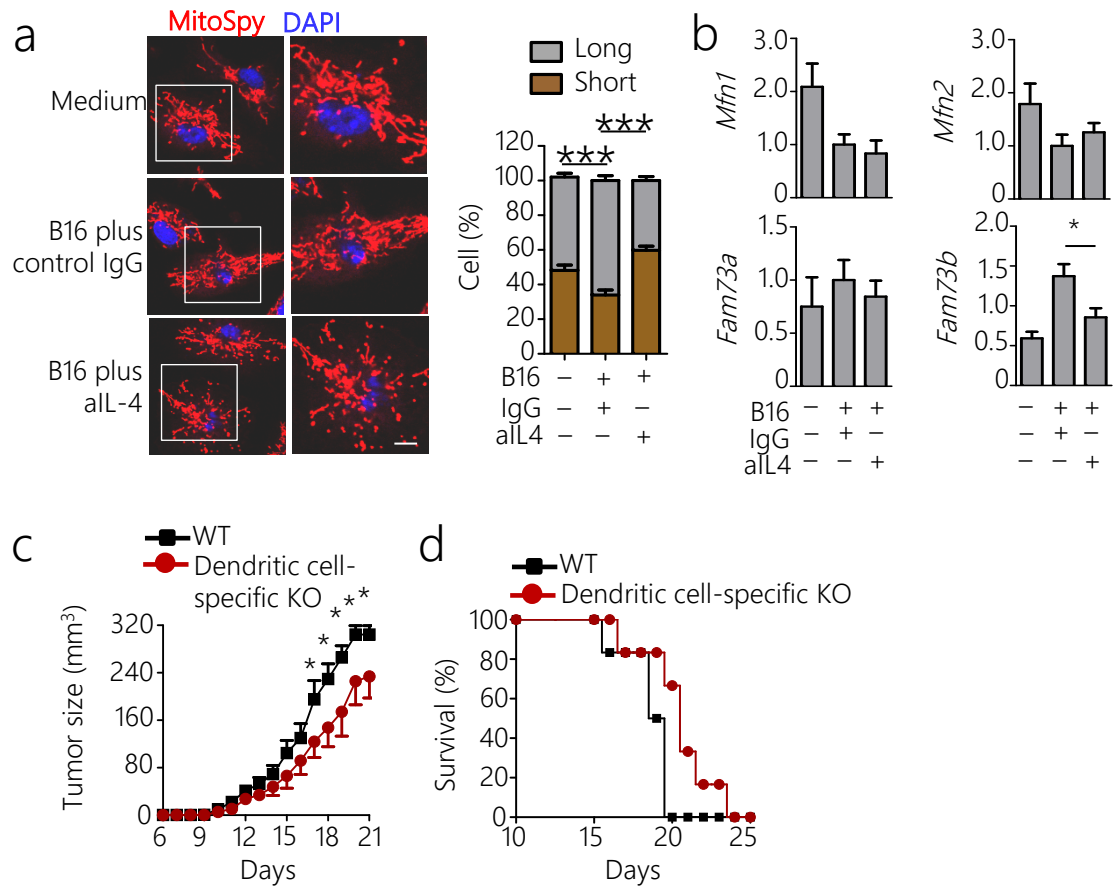 a
MitoSpy DAPI
Medium
B16 plus
control IgG
B16 plus
aIL-4
Long
Short
***
***
Cell (%)
120
100
80
60
40
20
0
B16 – + +
IgG – + –
aIL4 – – +
b
Mfn1
3.0
2.0
1.0
0
Mfn2
3.0
2.0
1.0
0
Fam73a
1.5
1.0
0.5
0
Fam73b
2.0
1.5
1.0
0.5
0
*
B16 – + +
IgG – + –
aIL4 – – +
– + +
– + –
– – +
c
WT
Dendritic cell-
specific KO
* * * * *
Tumor size (mm³)
320
240
160
80
0
6 9 12 15 18 21
Days
d
WT
Dendritic cell-specific KO
Survival (%)
100
80
60
40
20
0
10 15 20 25
Days